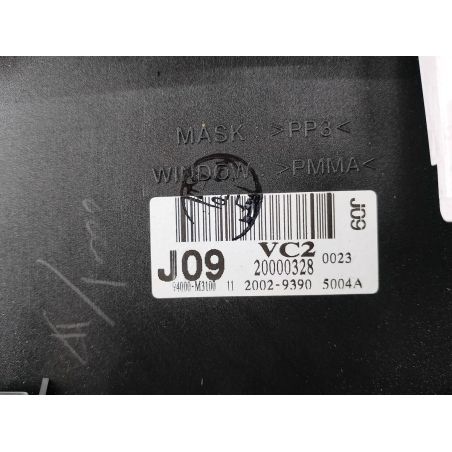 MASK >PP3<
WINDOW >PMMA<
J09
J09
VC2
20000328 0023
94000-M3100 11 2002-9390 5004A